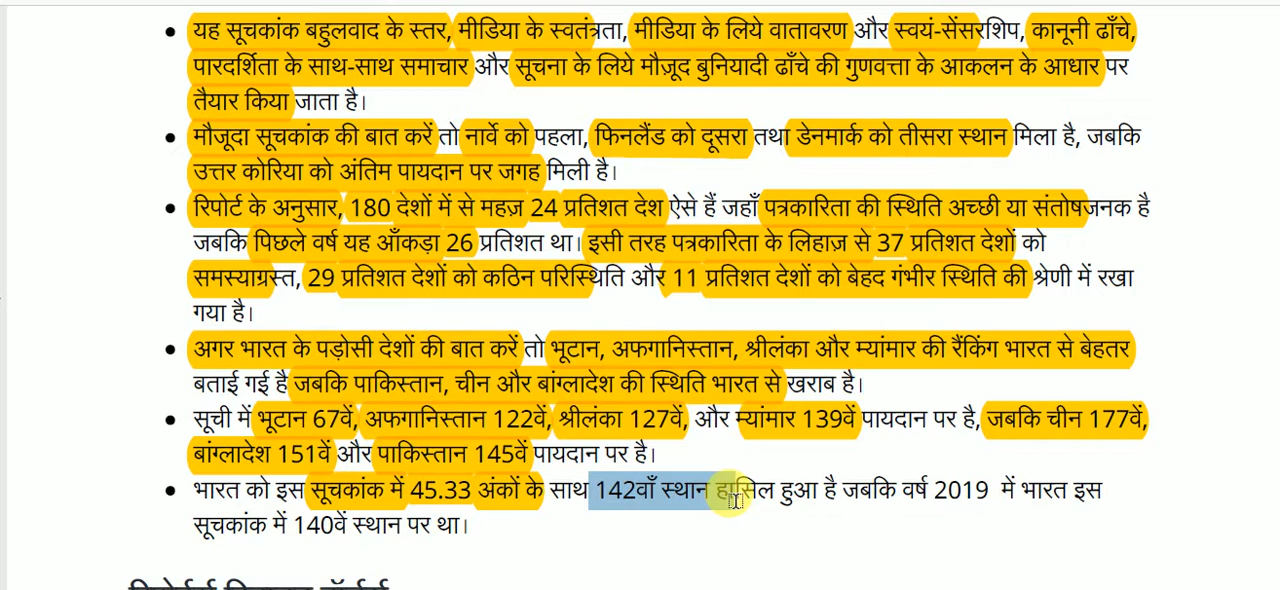 यह सूचकांक बहुलवाद के स्तर, मीडिया के स्वतंत्रता, मीडिया के लिये वातावरण और स्वयं-सेंसरशिप, कानूनी ढाँचे,
पारदर्शिता के साथ-साथ समाचार और सूचना के लिये मौज़ूद बुनियादी ढाँचे की गुणवत्ता के आकलन के आधार पर
तैयार किया जाता है।
मौजूदा सूचकांक की बात करें तो नार्वे को पहला, फिनलैंड को दूसरा तथा डेनमार्क को तीसरा स्थान मिला है, जबकि
उत्तर कोरिया को अंतिम पायदान पर जगह मिली है।
रिपोर्ट के अनुसार, 180 देशों में से महज़ 24 प्रतिशत देश ऐसे हैं जहाँ पत्रकारिता की स्थिति अच्छी या संतोषजनक है
जबकि पिछले वर्ष यह आँकड़ा 26 प्रतिशत था। इसी तरह पत्रकारिता के लिहाज़ से 37 प्रतिशत देशों को
समस्याग्रस्त, 29 प्रतिशत देशों को कठिन परिस्थिति और 11 प्रतिशत देशों को बेहद गंभीर स्थिति की श्रेणी में रखा
गया है।
अगर भारत के पड़ोसी देशों की बात करें तो भूटान, अफगानिस्तान, श्रीलंका और म्यांमार की रैंकिंग भारत से बेहतर
बताई गई है जबकि पाकिस्तान, चीन और बांग्लादेश की स्थिति भारत से खराब है।
सूची में भूटान 67वें, अफगानिस्तान 122वें, श्रीलंका 127वें, और म्यांमार 139वें पायदान पर है, जबकि चीन 177वें,
बांग्लादेश 151वें और पाकिस्तान 145वें पायदान पर है।
भारत को इस सूचकांक में 45.33 अंकों के साथ 142वाँ स्थान हासिल हुआ है जबकि वर्ष 2019 में भारत इस
सूचकांक में 140वें स्थान पर था।